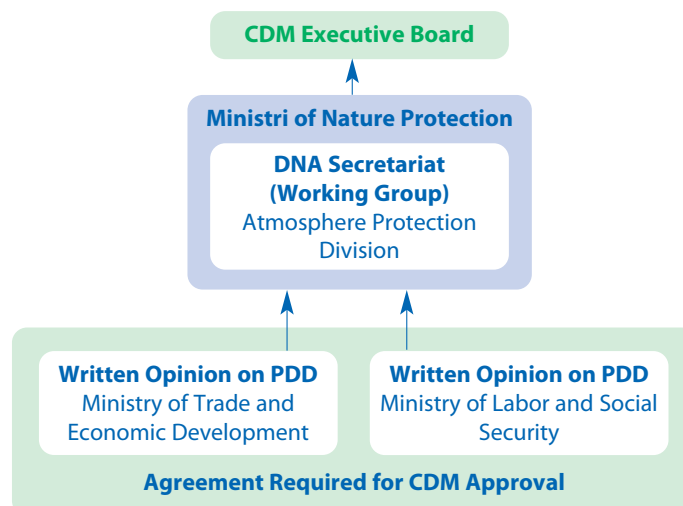 CDM Executive Board
Ministri of Nature Protection
DNA Secretariat
(Working Group)
Atmosphere Protection
Division
Written Opinion on PDD
Ministry of Trade and
Economic Development
Written Opinion on PDD
Ministry of Labor and Social
Security
Agreement Required for CDM Approval